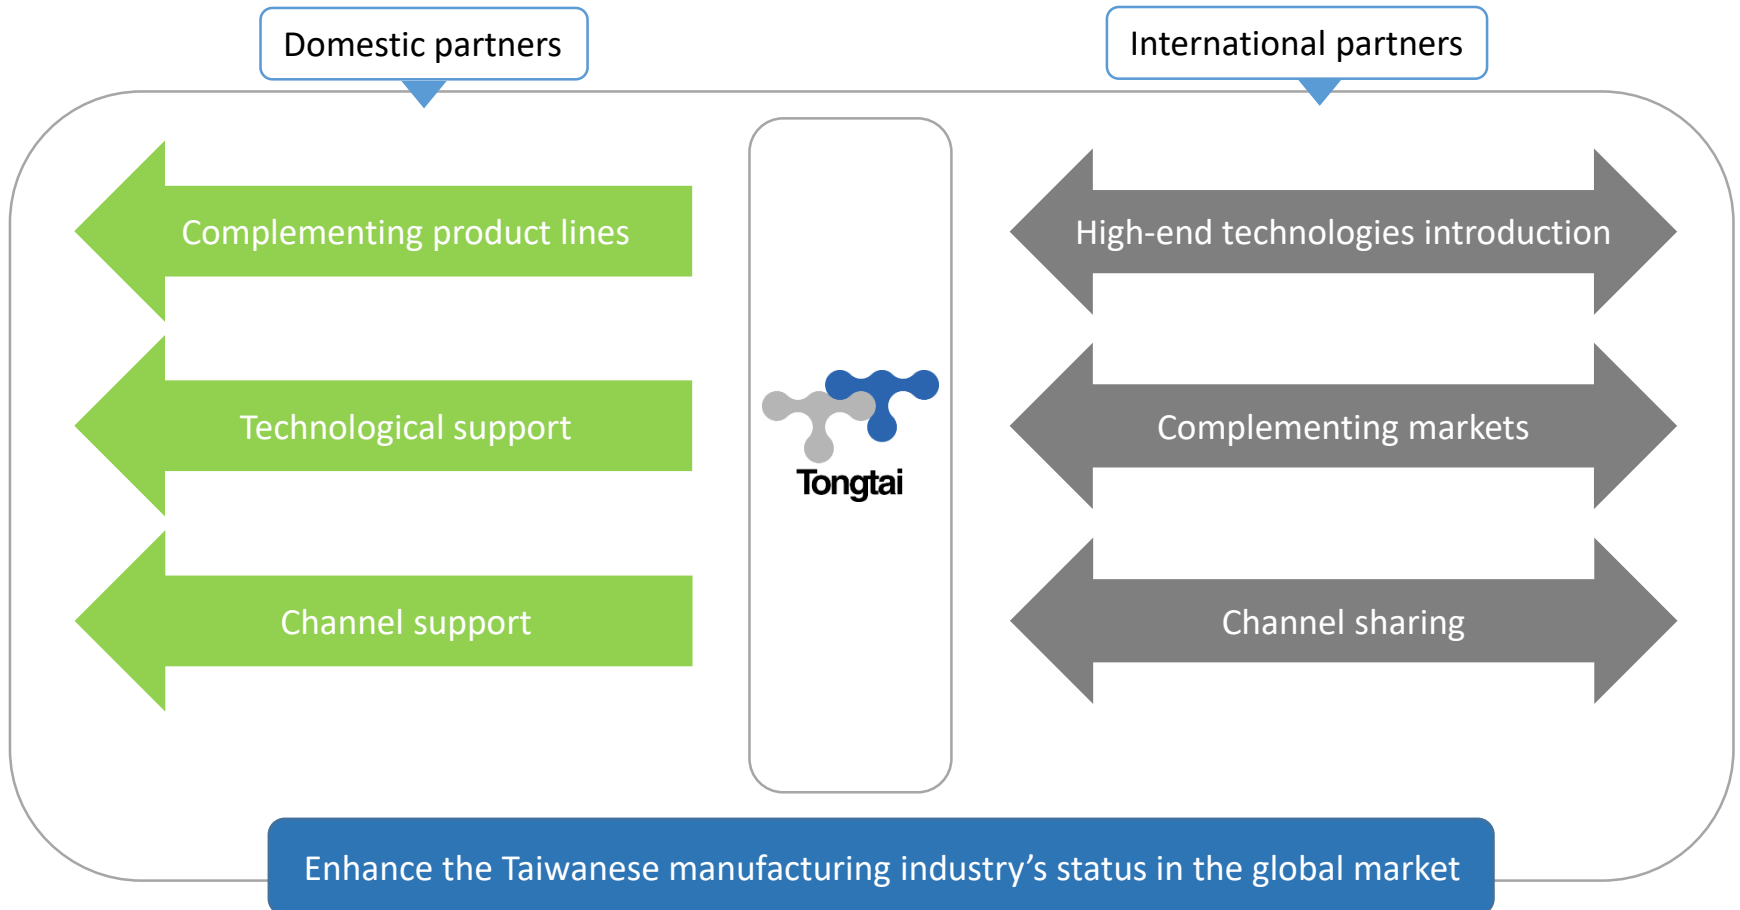 Domestic partners
International partners
Complementing product lines
High-end technologies introduction
Technological support
Complementing markets
Tongtai
Channel support
Channel sharing
Enhance the Taiwanese manufacturing industry’s status in the global market